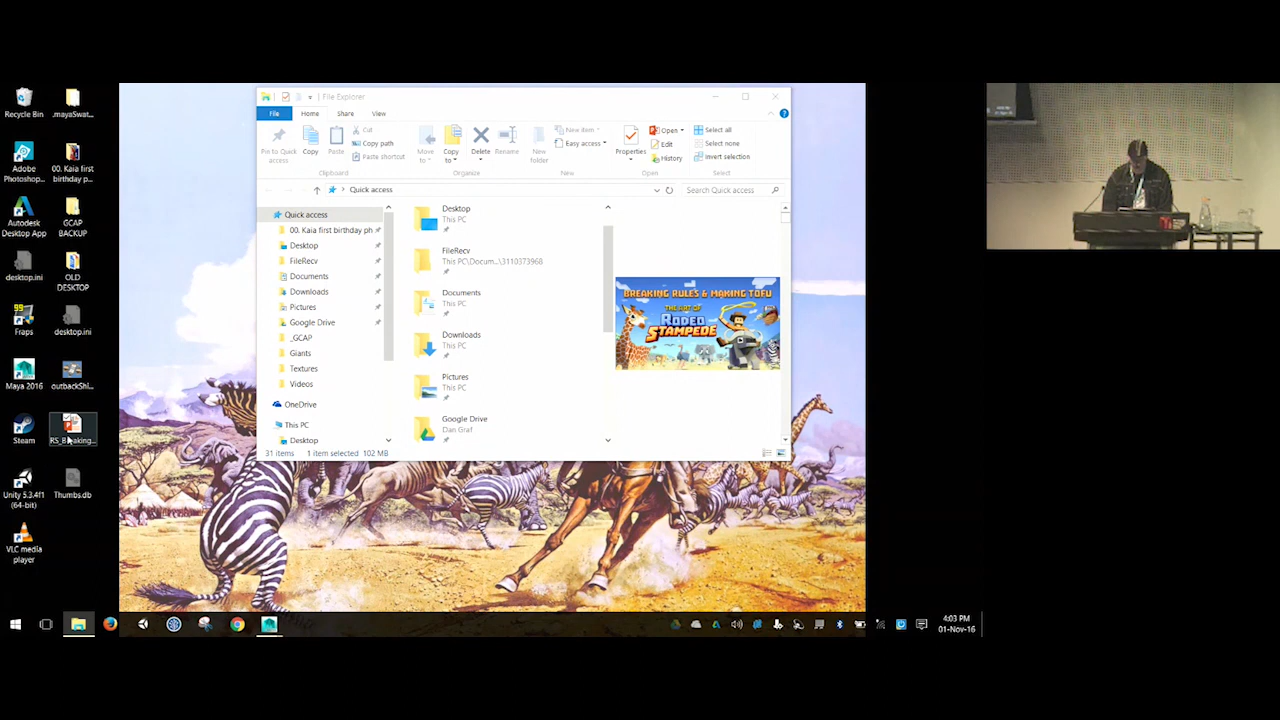 Recycle Bin
.mayaSwat...
Adobe
Photoshop...
00. Kaia first
birthday p...
Autodesk
Desktop App
GCAP
BACKUP
desktop.ini
OLD
DESKTOP
Fraps
desktop.ini
Maya 2016
outbackShi...
Steam
RS_Breaking...
Unity 5.3.4f1
(64-bit)
Thumbs.db
VLC media
player
File Explorer
File
Home
Share
View
Pin to Quick
access
Copy
Paste
Cut
Copy path
Paste shortcut
Clipboard
Move
to
Copy
to
Delete
Rename
Organize
New
folder
New item
Easy access
New
Properties
Open
Edit
History
Open
Select all
Select none
Invert selection
Select
Quick access
Search Quick access
Quick access
00. Kaia first birthday ph
Desktop
FileRecv
Documents
Downloads
Pictures
Google Drive
_GCAP
Giants
Textures
Videos
OneDrive
This PC
Desktop
Desktop
This PC
FileRecv
This PC\Docum...\3110373968
Documents
This PC
Downloads
This PC
Pictures
This PC
Google Drive
Dan Graf
BREAKING RULES & MAKING TOFU
THE ART OF
RODEO
STAMPEDE
31 items
1 item selected 102 MB
4:03 PM
01-Nov-16